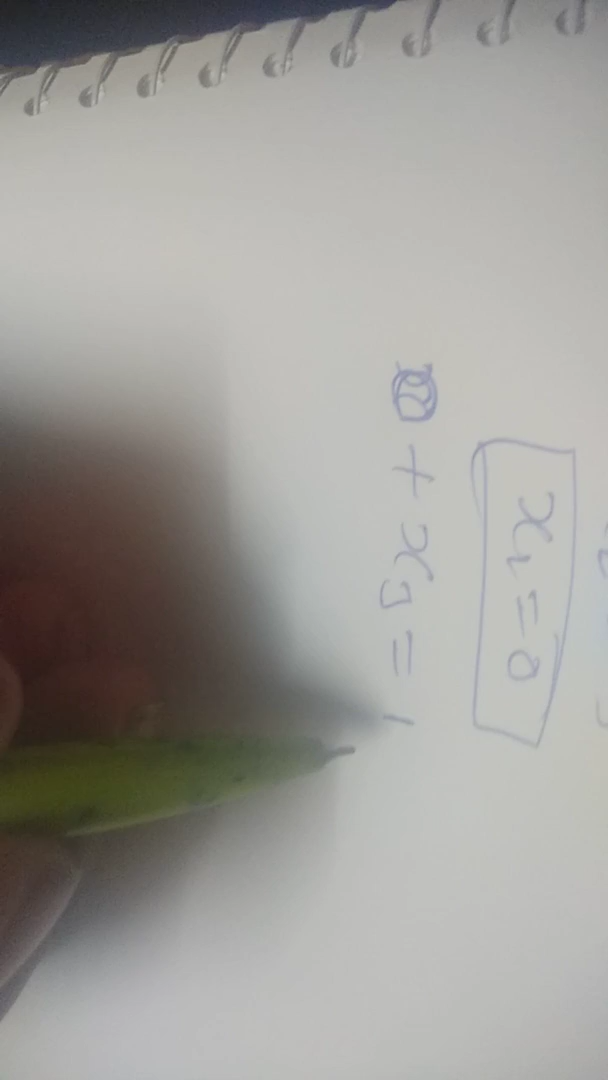 x₁ = 0
+ x₃ = 1